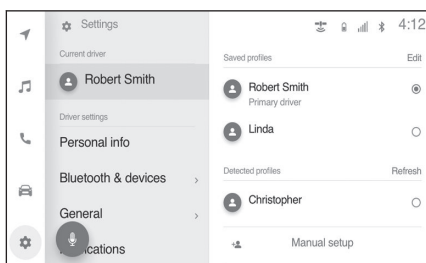 Settings
4:12
Current driver
Robert Smith
Driver settings
Personal info
Bluetooth & devices
General
Saved profiles
Edit
Robert Smith
Primary driver
Linda
Detected profiles
Refresh
Christopher
Manual setup